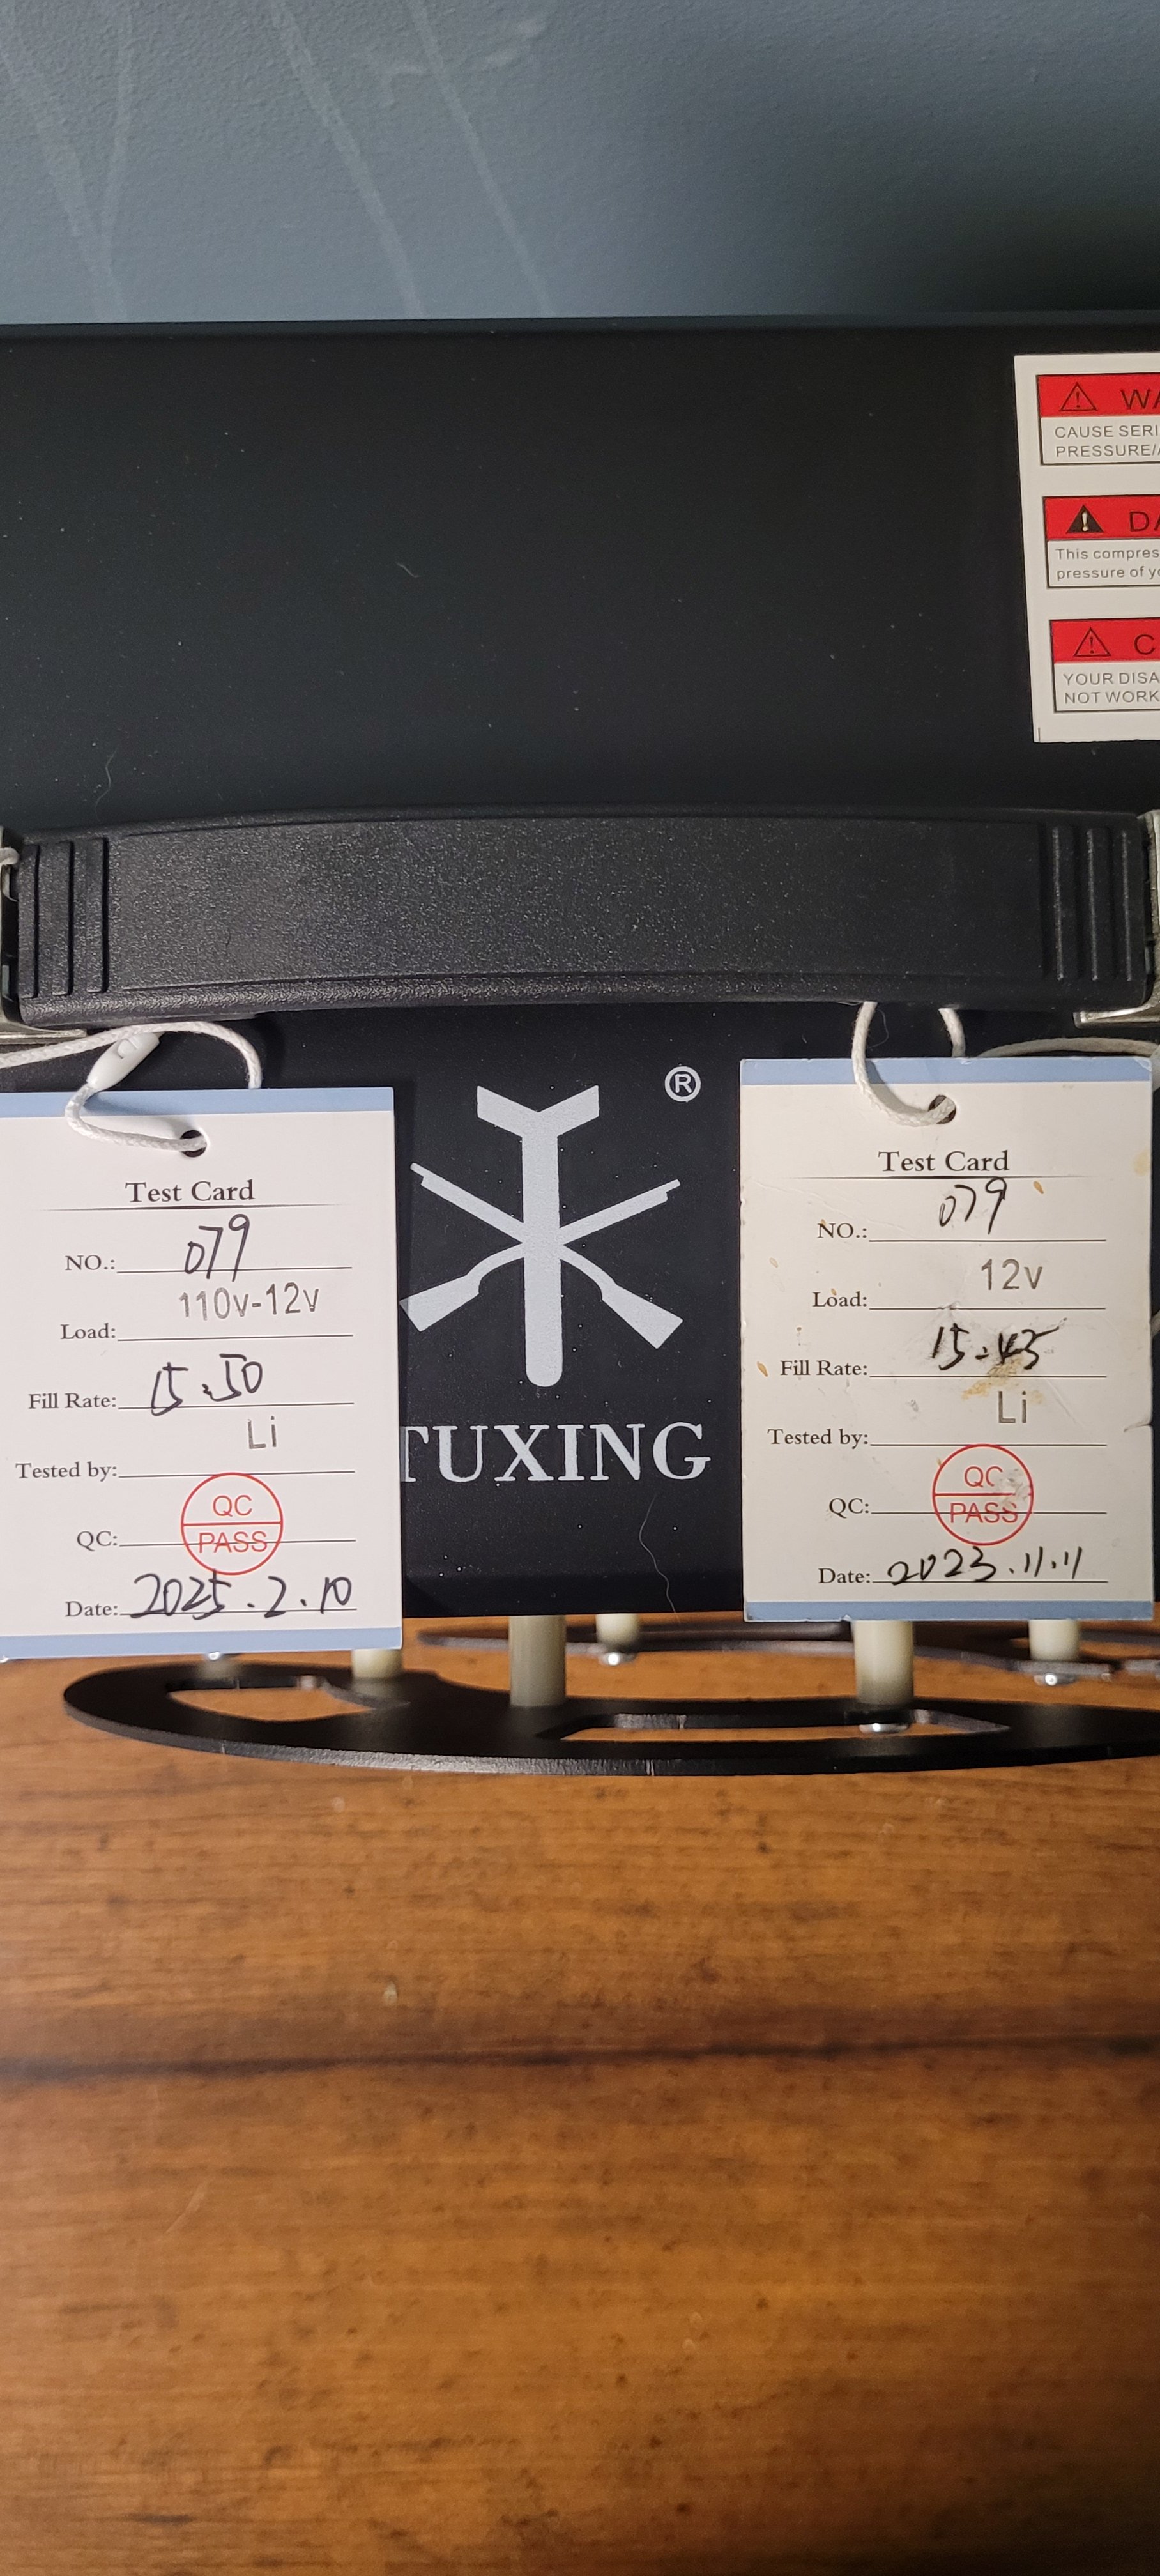 WA
CAUSE SERI
PRESSURE/
DA
This compres
pressure of yo
C
YOUR DISA
NOT WORK
Test Card
NO.: 079
Load: 110v-12v
Fill Rate: 15.50
Tested by: Li
QC: QC PASS
Date: 2025.2.10
®
TUXING
Test Card
NO.: 079
Load: 12v
Fill Rate: 15.45
Tested by: Li
QC: QC PASS
Date: 2023.11.11